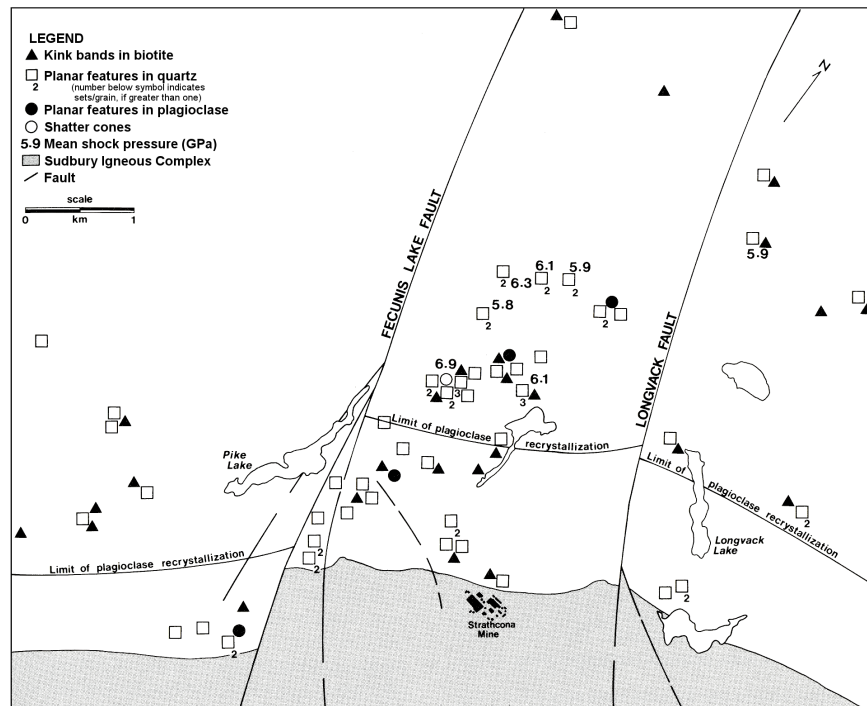 LEGEND
Kink bands in biotite
Planar features in quartz
2 (number below symbol indicates
sets/grain, if greater than one)
Planar features in plagioclase
Shatter cones
5·9 Mean shock pressure (GPa)
Sudbury Igneous Complex
Fault
scale
0 km 1
N
FECUNIS LAKE FAULT
LONGVACK FAULT
5·9
6.1 5.9
2 6.3 2 2
5.8
2
2
6.9
2 3
2
6.1
3
Limit of plagioclase recrystallization
Pike
Lake
Limit of plagioclase recrystallization
2
Longvack
Lake
2
2
2
Limit of plagioclase recrystallization
2
Strathcona
Mine
2